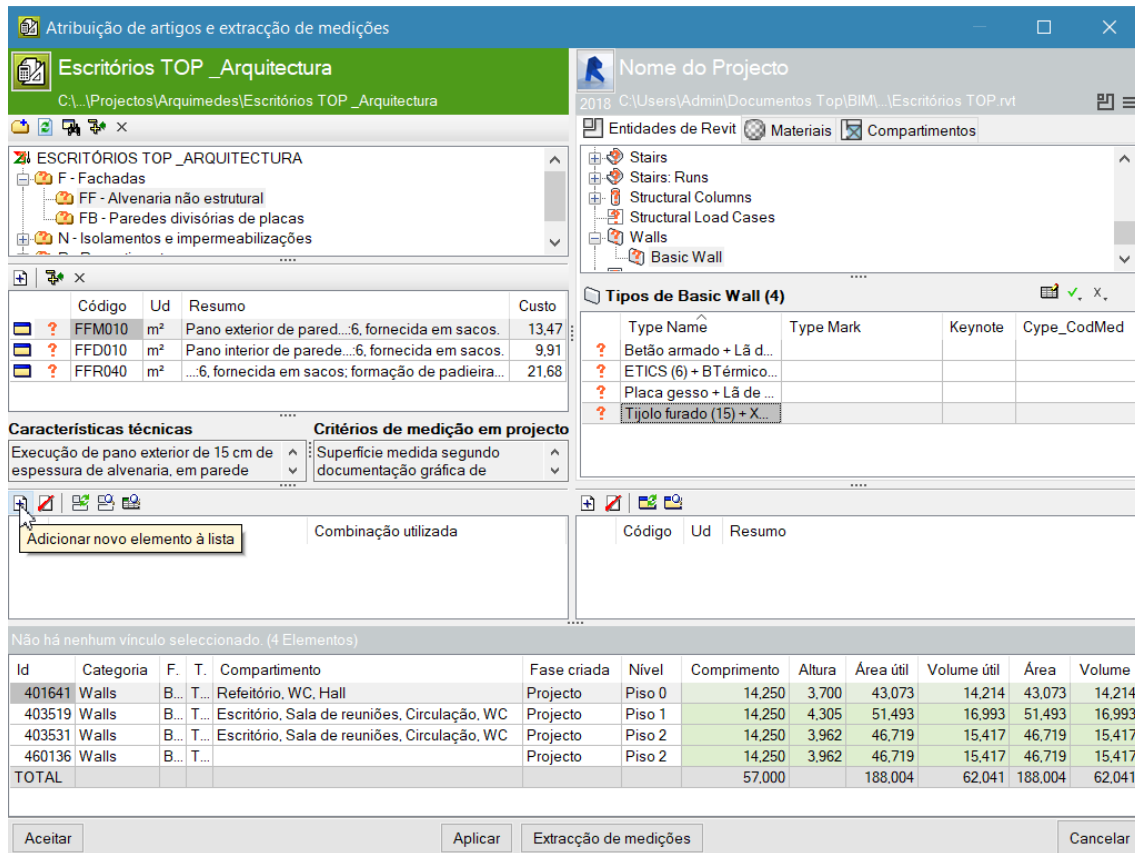 Atribuição de artigos e extracção de medições
Escritórios TOP _Arquitectura
C:\...\Projectos\Arquimedes\Escritórios TOP _Arquitectura
Nome do Projecto
2018 C:\Users\Admin\Documentos Top\BIM\...\Escritórios TOP.rvt
ESCRITÓRIOS TOP _ARQUITECTURA
F - Fachadas
FF - Alvenaria não estrutural
FB - Paredes divisórias de placas
N - Isolamentos e impermeabilizações
Entidades de Revit Materiais Compartimentos
Stairs
Stairs: Runs
Structural Columns
Structural Load Cases
Walls
Basic Wall
Código Ud Resumo Custo
FFM010 m² Pano exterior de pared...:6, fornecida em sacos. 13,47
FFD010 m² Pano interior de parede...:6, fornecida em sacos. 9,91
FFR040 m² ...:6, fornecida em sacos; formação de padieira... 21,68
Tipos de Basic Wall (4)
Type Name Type Mark Keynote Cype_CodMed
Betão armado + Lã d...
ETICS (6) + BTérmico...
Placa gesso + Lã de ...
Tijolo furado (15) + X...
Características técnicas Critérios de medição em projecto
Execução de pano exterior de 15 cm de Superfície medida segundo
espessura de alvenaria, em parede documentação gráfica de
Combinação utilizada
Adicionar novo elemento à lista
Código Ud Resumo
Não há nenhum vínculo seleccionado. (4 Elementos)
Id Categoria F. T. Compartimento Fase criada Nível Comprimento Altura Área útil Volume útil Área Volume
401641 Walls B... T... Refeitório, WC, Hall Projecto Piso 0 14,250 3,700 43,073 14,214 43,073 14,214
403519 Walls B... T... Escritório, Sala de reuniões, Circulação, WC Projecto Piso 1 14,250 4,305 51,493 16,993 51,493 16,993
403531 Walls B... T... Escritório, Sala de reuniões, Circulação, WC Projecto Piso 2 14,250 3,962 46,719 15,417 46,719 15,417
460136 Walls B... T... Projecto Piso 2 14,250 3,962 46,719 15,417 46,719 15,417
TOTAL 57,000 188,004 62,041 188,004 62,041
Aceitar Aplicar Extracção de medições Cancelar